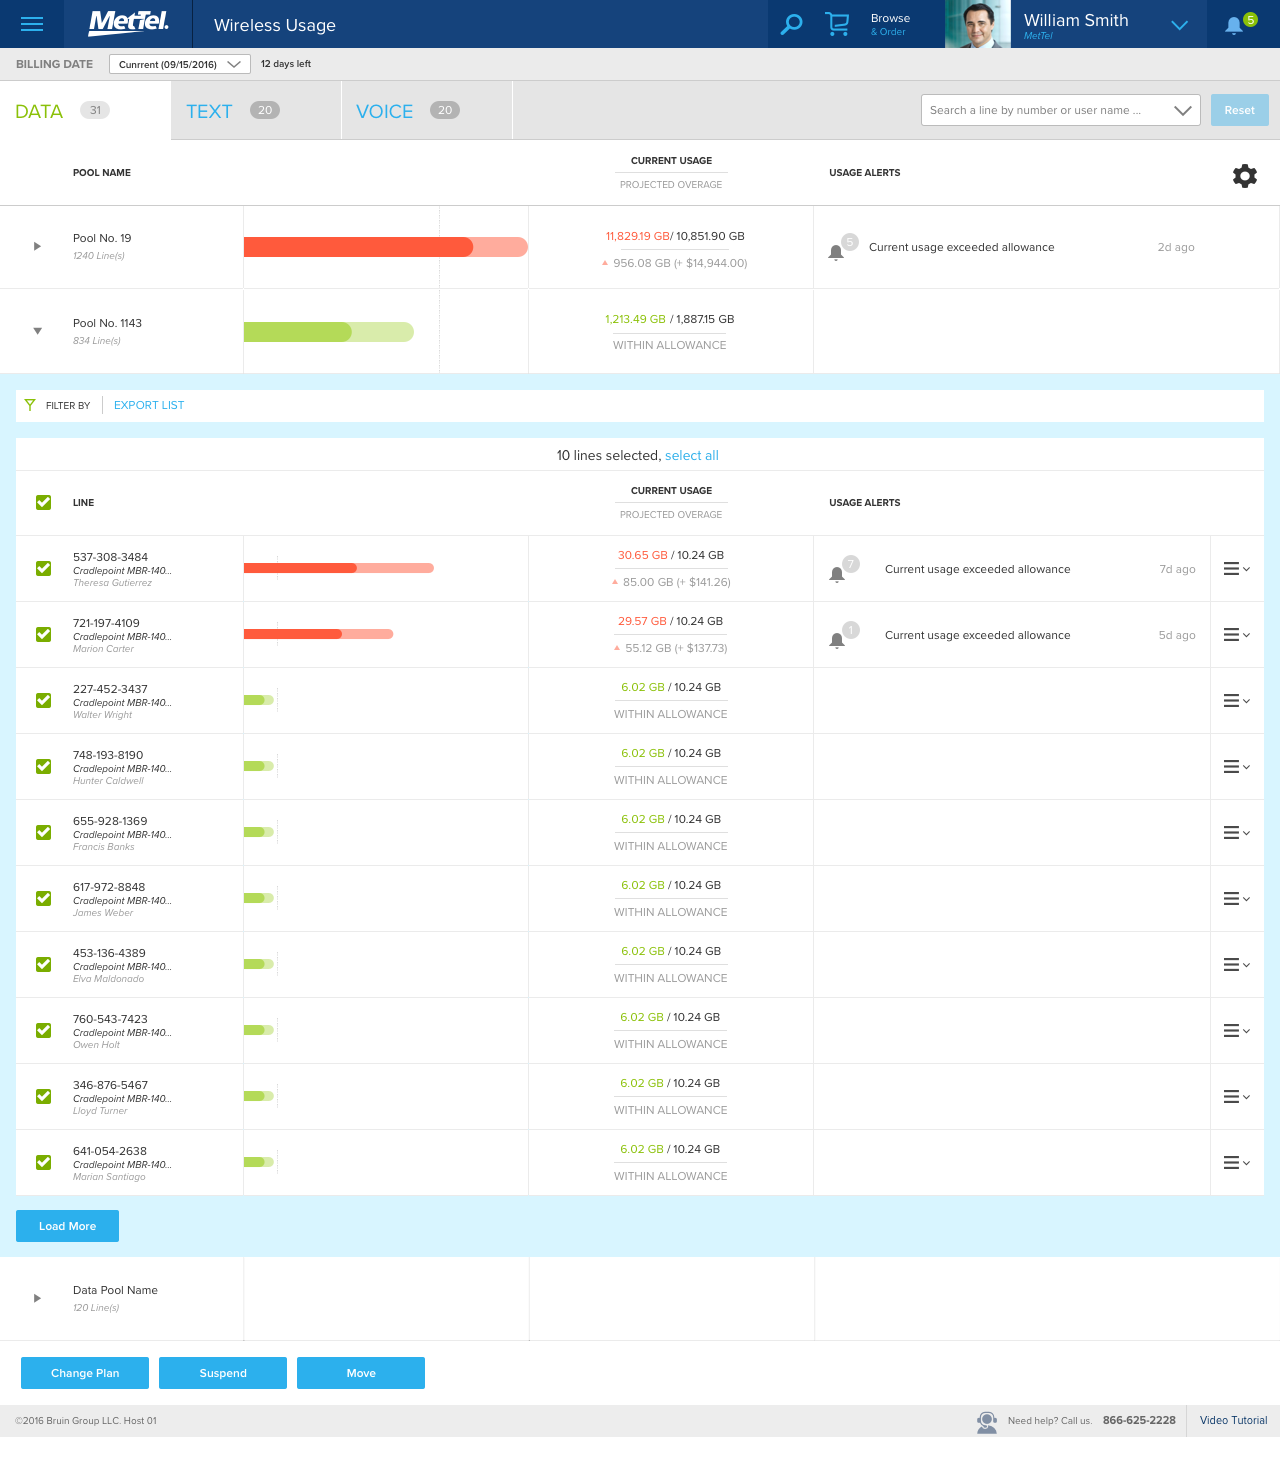 MetTel.
Wireless Usage
Browse
& Order
William Smith
MetTel
5
BILLING DATE
Cunrrent (09/15/2016)
12 days left
DATA 31
TEXT 20
VOICE 20
Search a line by number or user name ...
Reset
POOL NAME
CURRENT USAGE
PROJECTED OVERAGE
USAGE ALERTS
Pool No. 19
1240 Line(s)
11,829.19 GB/ 10,851.90 GB
956.08 GB (+ $14,944.00)
5
Current usage exceeded allowance
2d ago
Pool No. 1143
834 Line(s)
1,213.49 GB / 1,887.15 GB
WITHIN ALLOWANCE
FILTER BY
EXPORT LIST
10 lines selected, select all
LINE
CURRENT USAGE
PROJECTED OVERAGE
USAGE ALERTS
537-308-3484
Cradlepoint MBR-140...
Theresa Gutierrez
30.65 GB / 10.24 GB
85.00 GB (+ $141.26)
7
Current usage exceeded allowance
7d ago
721-197-4109
Cradlepoint MBR-140...
Marion Carter
29.57 GB / 10.24 GB
55.12 GB (+ $137.73)
1
Current usage exceeded allowance
5d ago
227-452-3437
Cradlepoint MBR-140...
Walter Wright
6.02 GB / 10.24 GB
WITHIN ALLOWANCE
748-193-8190
Cradlepoint MBR-140...
Hunter Caldwell
6.02 GB / 10.24 GB
WITHIN ALLOWANCE
655-928-1369
Cradlepoint MBR-140...
Francis Banks
6.02 GB / 10.24 GB
WITHIN ALLOWANCE
617-972-8848
Cradlepoint MBR-140...
James Weber
6.02 GB / 10.24 GB
WITHIN ALLOWANCE
453-136-4389
Cradlepoint MBR-140...
Elva Maldonado
6.02 GB / 10.24 GB
WITHIN ALLOWANCE
760-543-7423
Cradlepoint MBR-140...
Owen Holt
6.02 GB / 10.24 GB
WITHIN ALLOWANCE
346-876-5467
Cradlepoint MBR-140...
Lloyd Turner
6.02 GB / 10.24 GB
WITHIN ALLOWANCE
641-054-2638
Cradlepoint MBR-140...
Marian Santiago
6.02 GB / 10.24 GB
WITHIN ALLOWANCE
Load More
Data Pool Name
120 Line(s)
Change Plan
Suspend
Move
©2016 Bruin Group LLC. Host 01
Need help? Call us. 866-625-2228
Video Tutorial